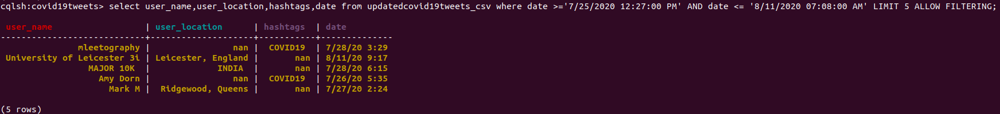 cqlsh:covid19tweets> select user_name,user_location,hashtags,date from updatedcovid19tweets_csv where date >='7/25/2020 12:27:00 PM' AND date <= '8/11/2020 07:08:00 AM' LIMIT 5 ALLOW FILTERING;
 user_name                 | user_location      | hashtags  | date
---------------------------+--------------------+-----------+--------------
               mleetography |                nan |  COVID19  | 7/28/20 3:29
 University of Leicester 3i | Leicester, England |       nan | 8/11/20 9:17
                 MAJOR 10K  |             INDIA  |       nan | 7/28/20 6:15
                   Amy Dorn |                nan |  COVID19  | 7/26/20 5:35
                     Mark M |  Ridgewood, Queens |       nan | 7/27/20 2:24
(5 rows)